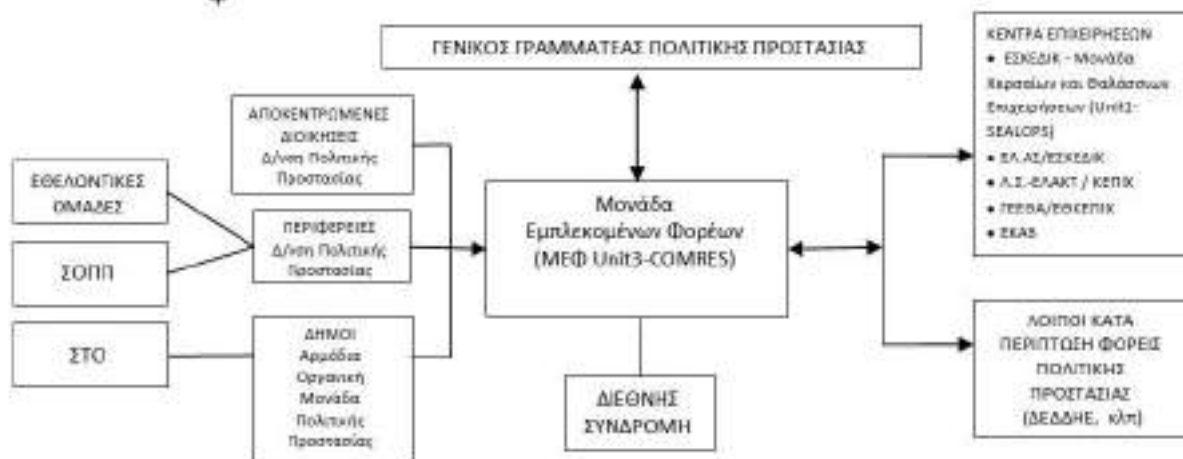 ΓΕΝΙΚΟΣ ΓΡΑΜΜΑΤΕΑΣ ΠΟΛΙΤΙΚΗΣ ΠΡΟΣΤΑΣΙΑΣ
ΑΠΟΚΕΝΤΡΩΜΕΝΕΣ
ΔΙΟΙΚΗΣΕΙΣ
Δ/νση Πολιτικής
Προστασίας
ΕΘΕΛΟΝΤΙΚΕΣ
ΟΜΑΔΕΣ
ΣΟΠΠ
ΣΤΟ
ΠΕΡΙΦΕΡΕΙΕΣ
Δ/νση Πολιτικής
Προστασίας
ΔΗΜΟΙ
Αρμόδια
Οργανική
Μονάδα
Πολιτικής
Προστασίας
Μονάδα
Εμπλεκομένων Φορέων
(ΜΕΦ Unit3-COMRES)
ΔΙΕΘΝΗΣ
ΣΥΝΔΡΟΜΗ
ΚΕΝΤΡΑ ΕΠΙΧΕΙΡΗΣΕΩΝ
• ΕΣΚΕΔΙΚ - Μονάδα
Χερσαίων και Θαλάσσιων
Επιχειρήσεων (Unit2-
SEALOPS)
• ΕΛ.ΑΣ/ΕΣΚΕΔΙΚ
• Λ.Σ.-ΕΛΑΚΤ / ΚΕΠΙΧ
• ΓΕΕΘΑ/ΕΘΚΕΠΙΧ
• ΕΚΑΒ
ΛΟΙΠΟΙ ΚΑΤΑ
ΠΕΡΙΠΤΩΣΗ ΦΟΡΕΙΣ
ΠΟΛΙΤΙΚΗΣ
ΠΡΟΣΤΑΣΙΑΣ
(ΔΕΔΔΗΕ, κλπ)